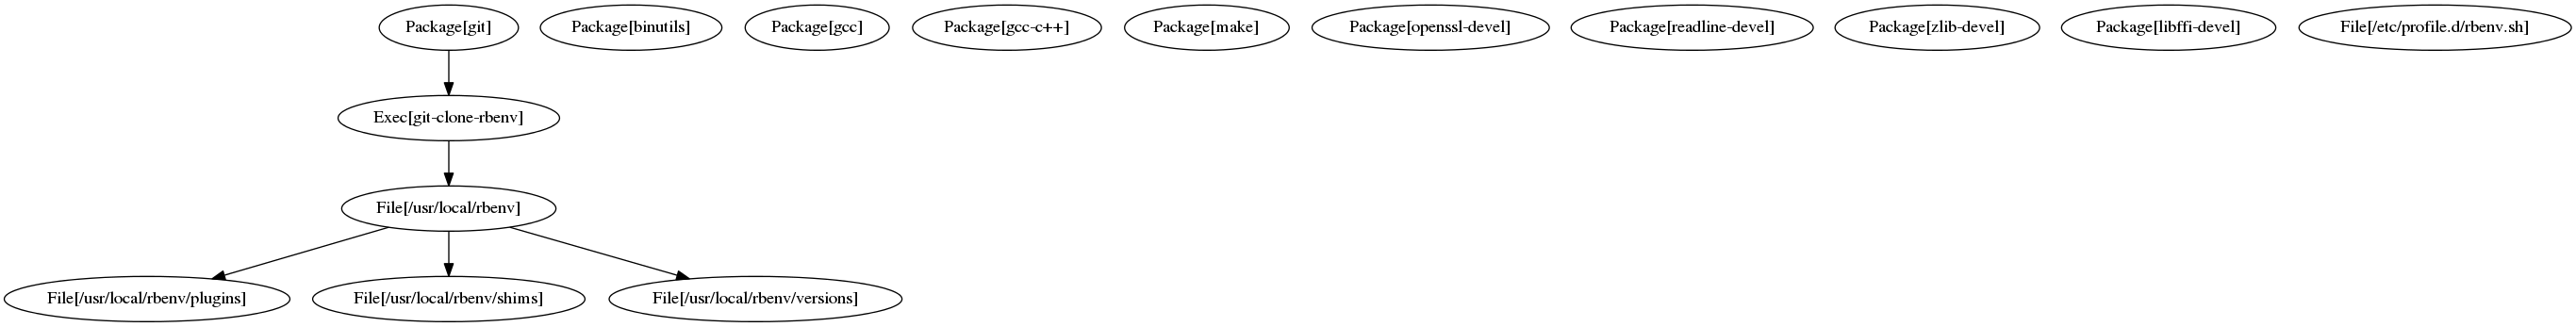 Package[git]
Package[binutils]
Package[gcc]
Package[gcc-c++]
Package[make]
Package[openssl-devel]
Package[readline-devel]
Package[zlib-devel]
Package[libffi-devel]
File[/etc/profile.d/rbenv.sh]
Exec[git-clone-rbenv]
File[/usr/local/rbenv]
File[/usr/local/rbenv/plugins]
File[/usr/local/rbenv/shims]
File[/usr/local/rbenv/versions]